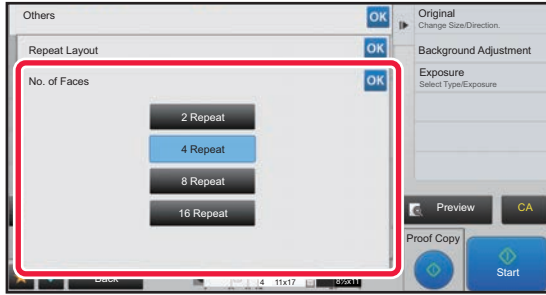 Others
OK
Original
Change Size/Direction.
Repeat Layout
OK
Background Adjustment
No. of Faces
OK
Exposure
Select Type/Exposure
2 Repeat
4 Repeat
8 Repeat
16 Repeat
Preview
CA
Proof Copy
Start
Back
4 11x17
8½x11